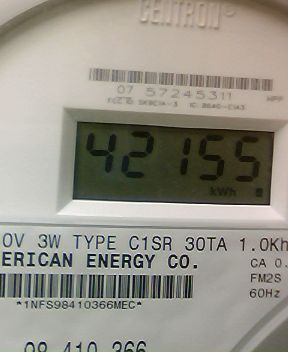 CENTRON®
07 57245311
42155
kWh
0V 3W TYPE C1SR 30TA 1.0Kh
ERICAN ENERGY CO. CA 0.
FM2S
60Hz
*1NFS98410366MEC*
98 410 366